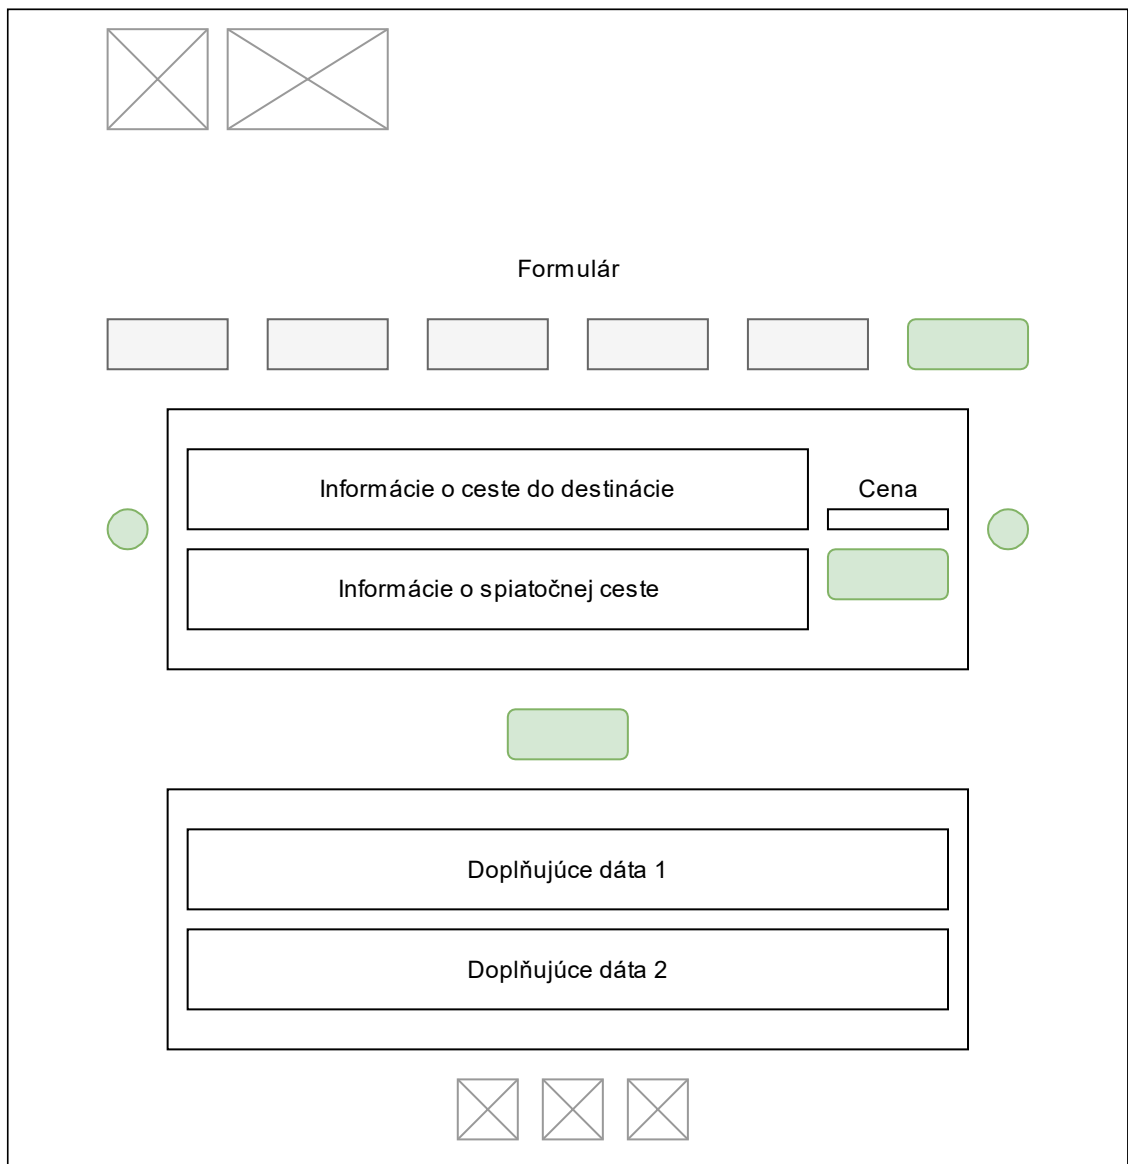 Formulár
Informácie o ceste do destinácie
Cena
Informácie o spiatočnej ceste
Doplňujúce dáta 1
Doplňujúce dáta 2